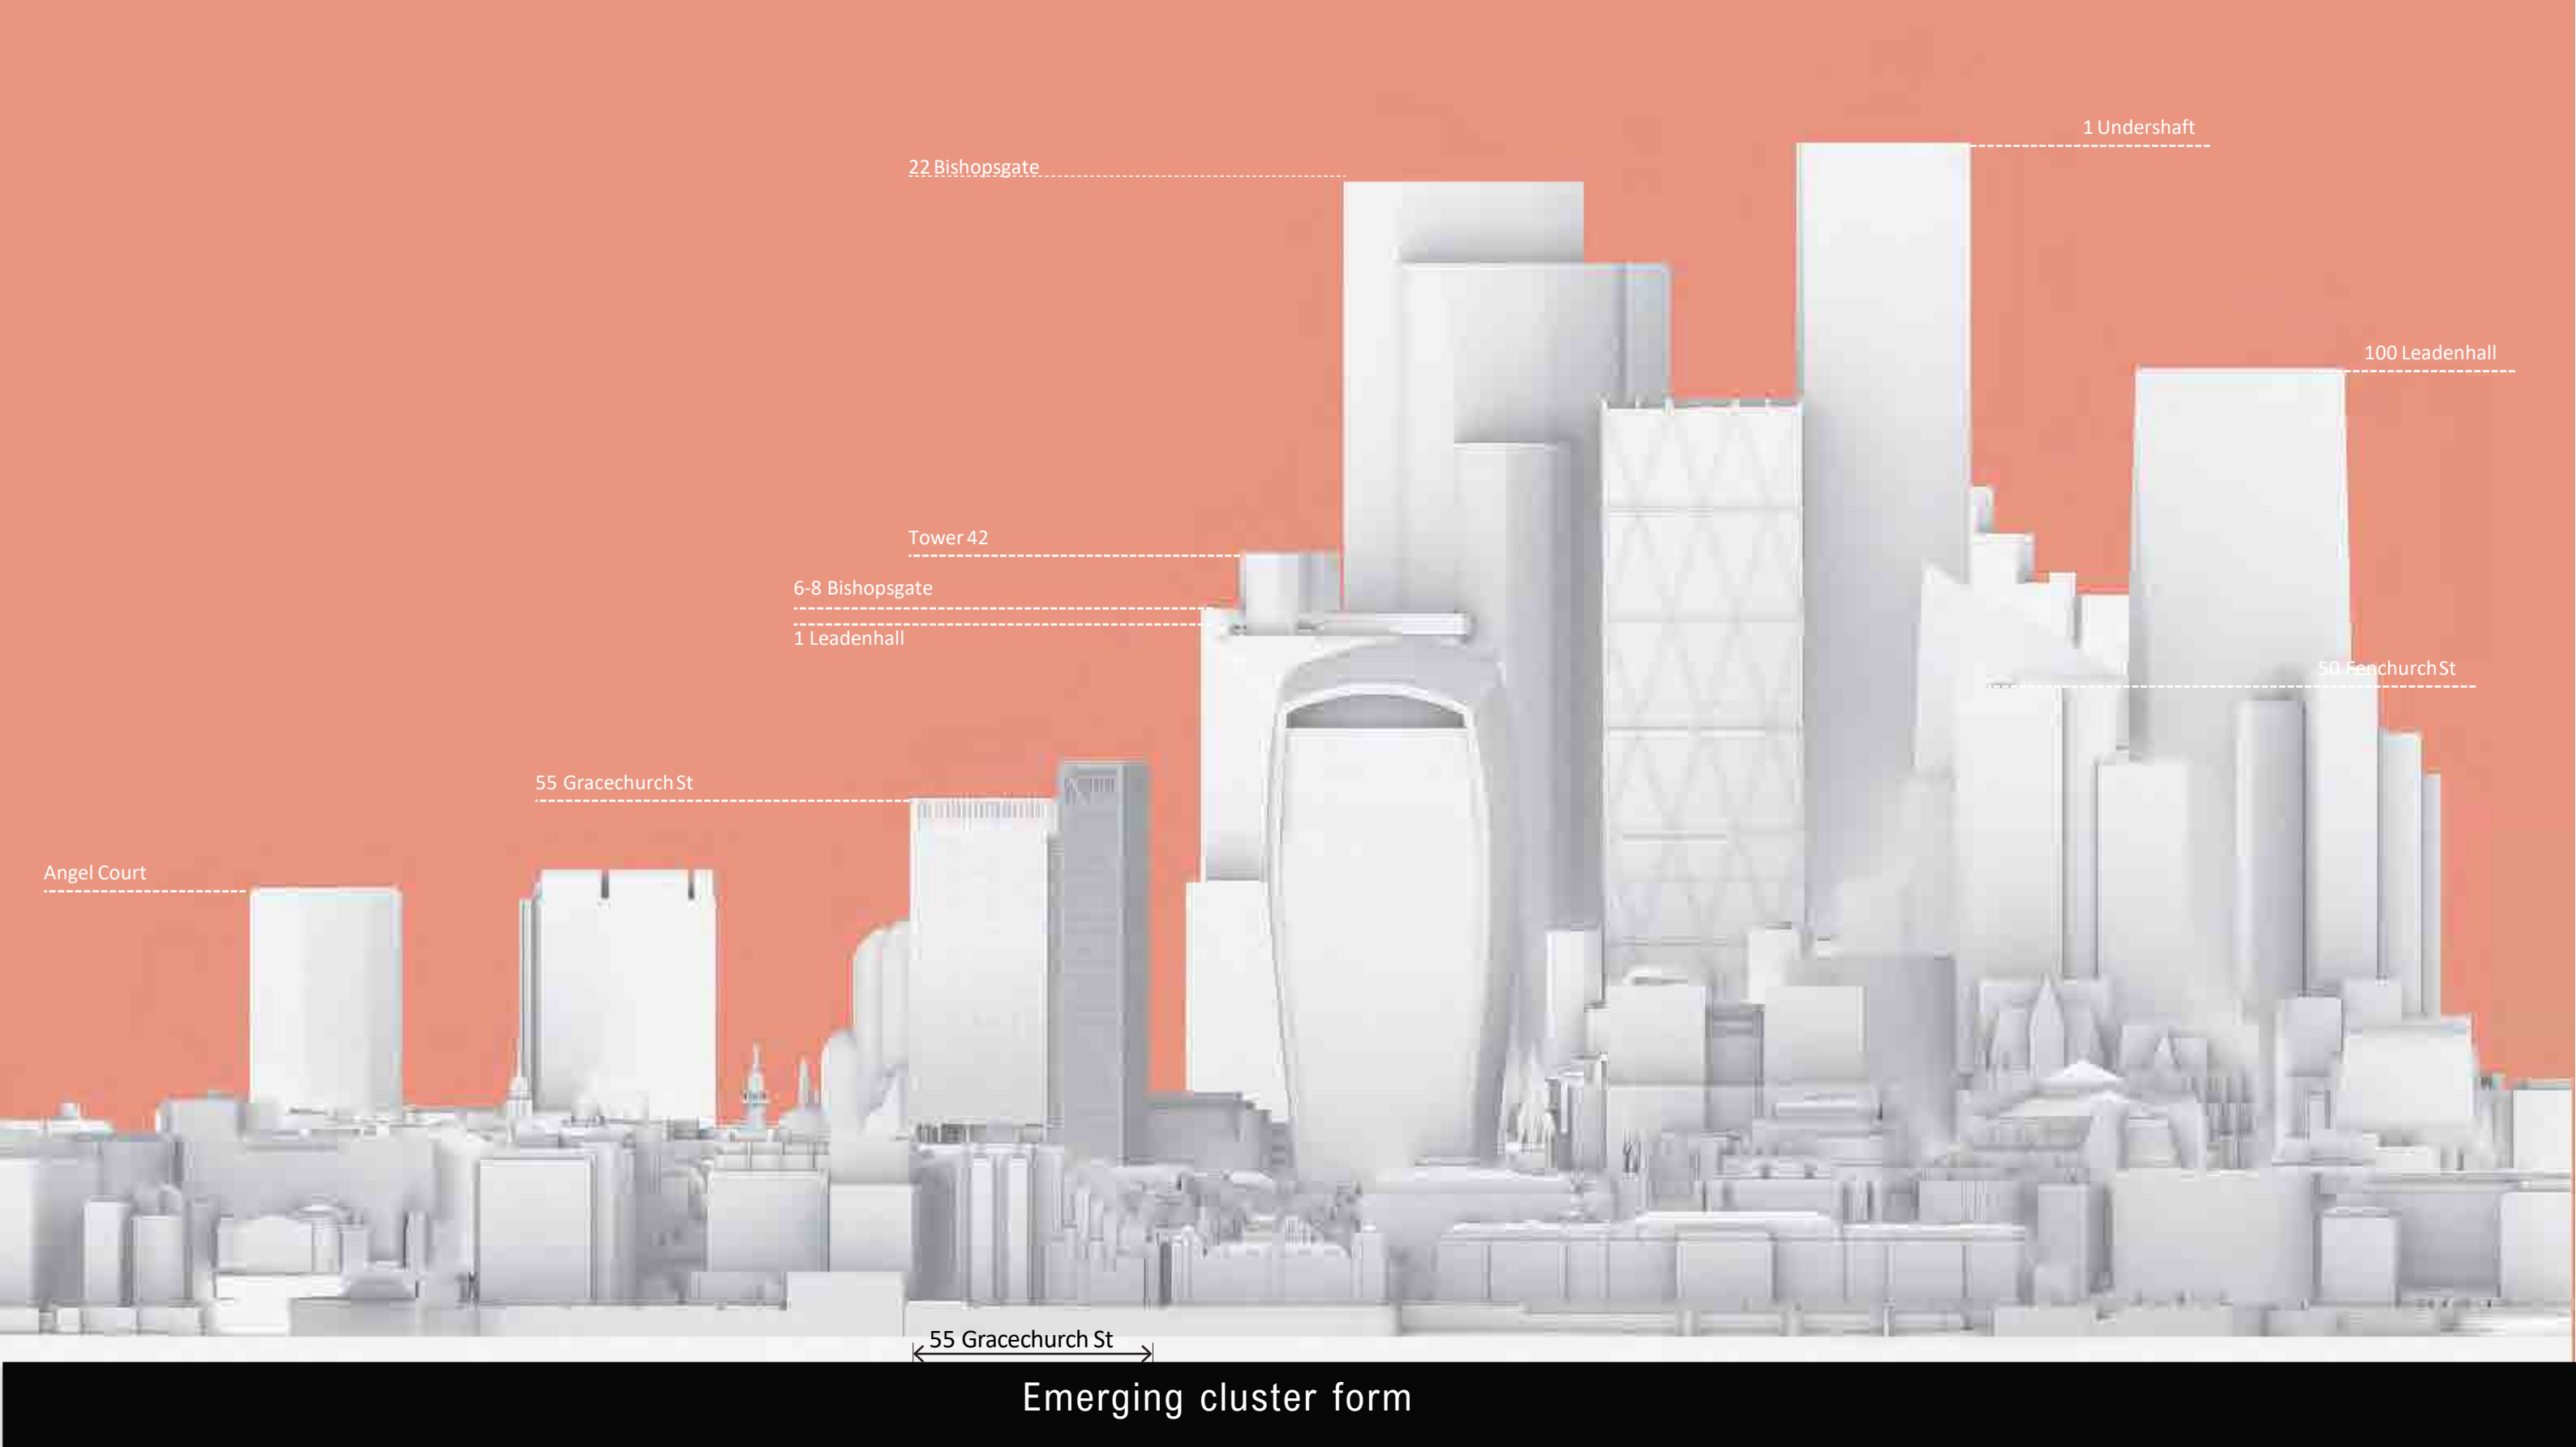 1 Undershaft
22 Bishopsgate
100 Leadenhall
Tower 42
6-8 Bishopsgate
1 Leadenhall
50 Fenchurch St
55 Gracechurch St
Angel Court
55 Gracechurch St
Emerging cluster form